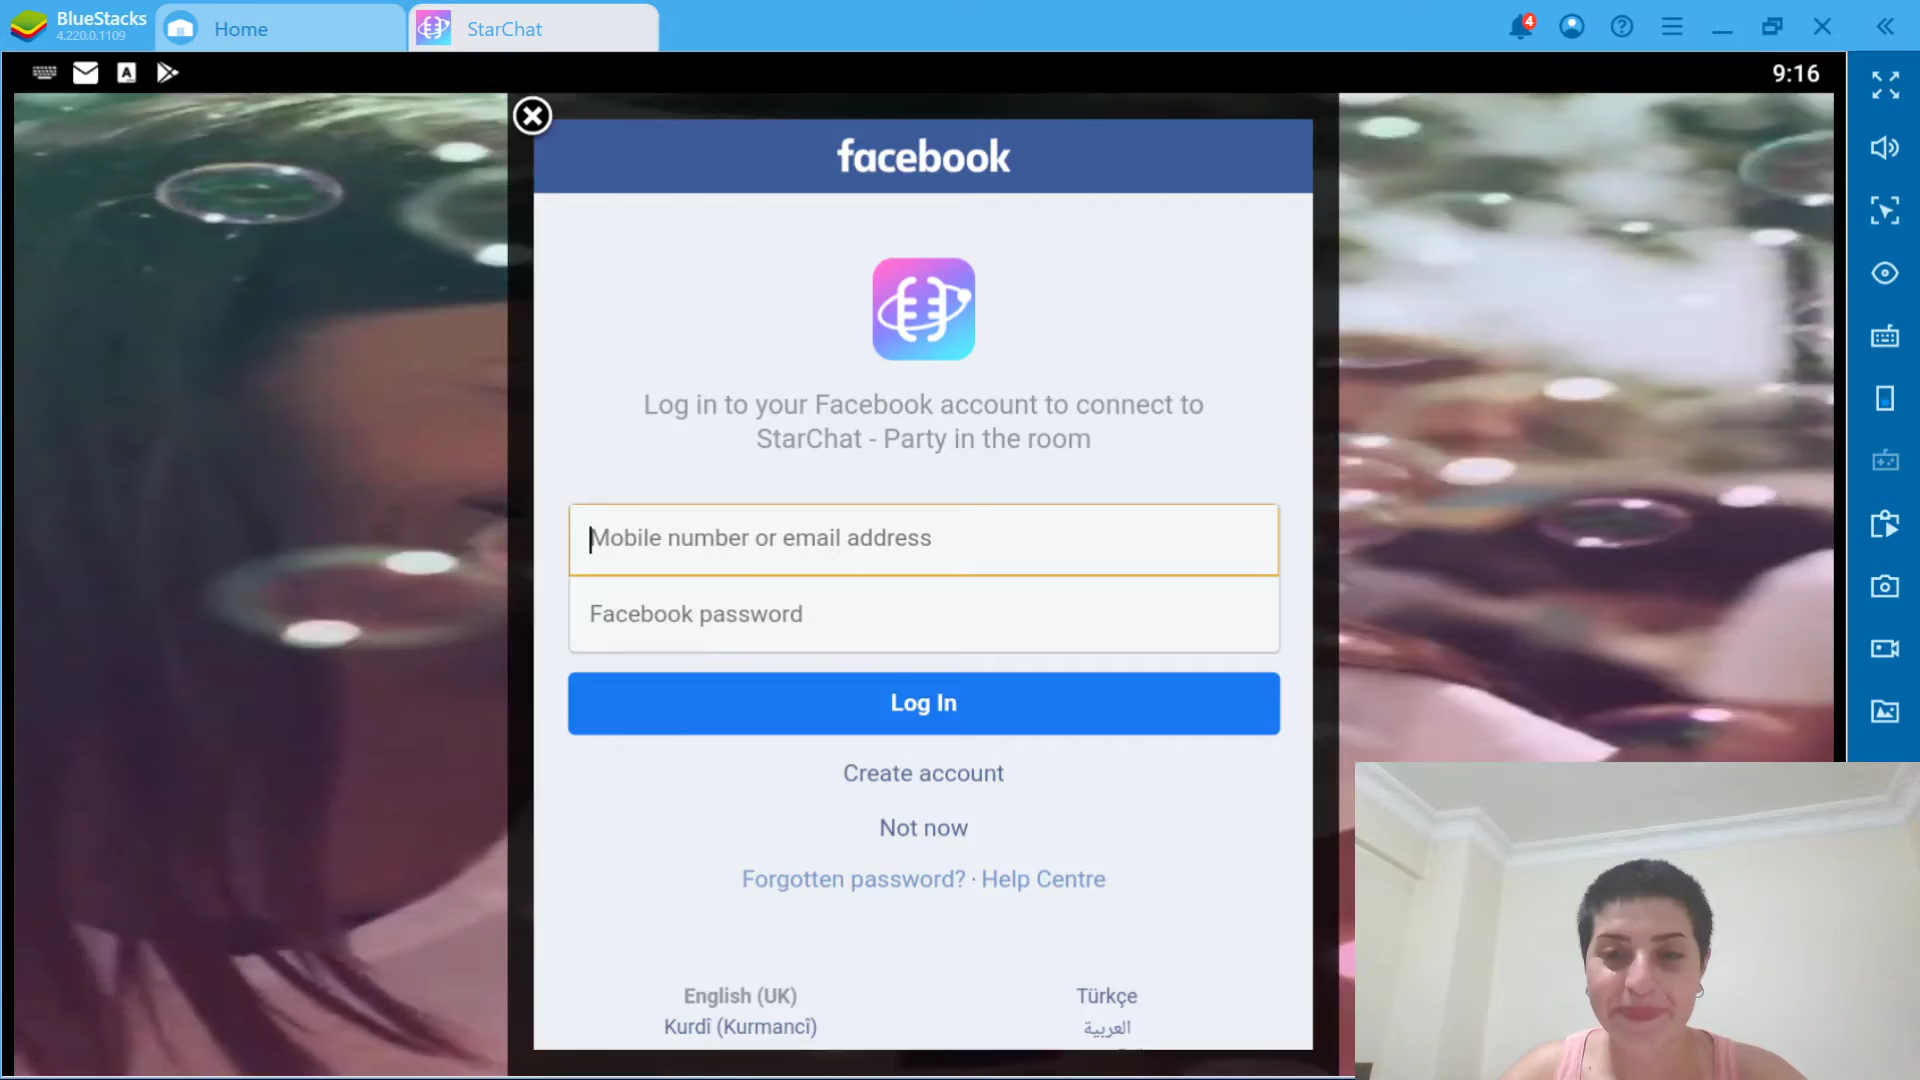 BlueStacks
4.220.0.1109
Home
StarChat
4
A
9:16
facebook
Log in to your Facebook account to connect to
StarChat - Party in the room
Mobile number or email address
Facebook password
Log In
Create account
Not now
Forgotten password? · Help Centre
English (UK)
Türkçe
Kurdî (Kurmancî)
العربية